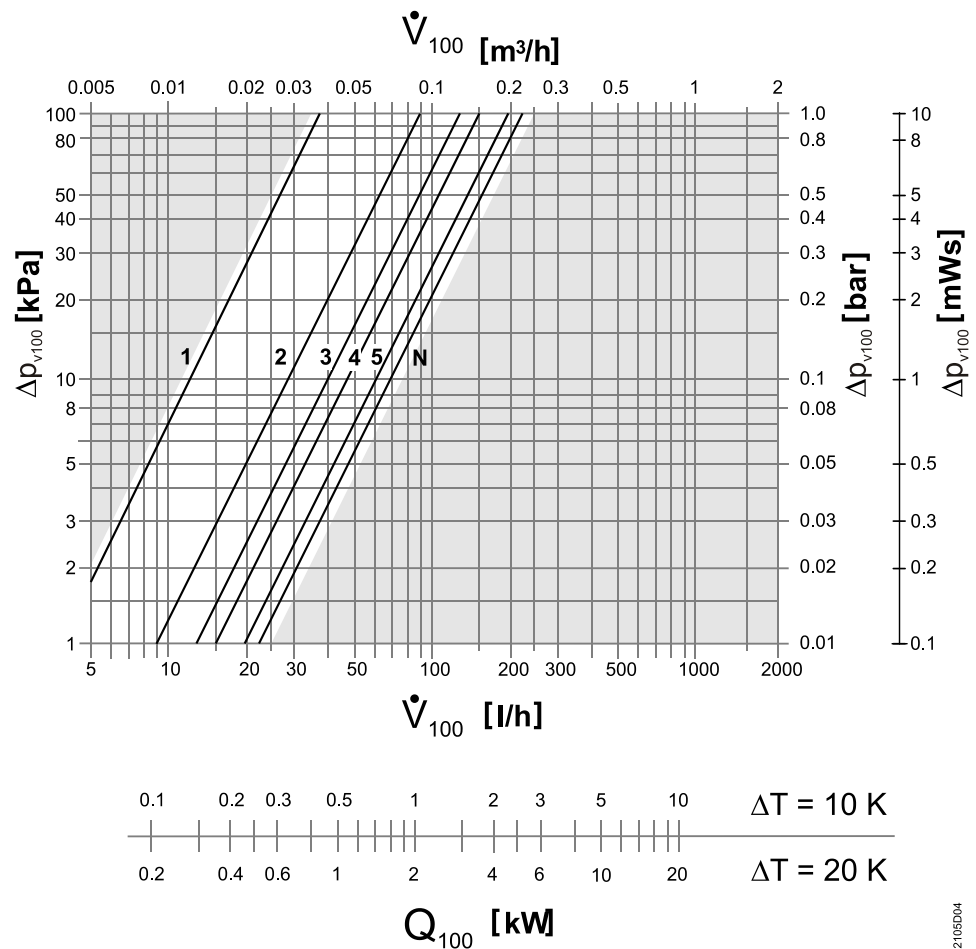 V̇100 [m³/h]
0.005 0.01 0.02 0.03 0.05 0.1 0.2 0.3 0.5 1 2
100 1.0 10
80 0.8 8
50 0.5 5
40 0.4 4
30 0.3 3
20 0.2 2
1 2 3 4 5 N
10 0.1 1
8 0.08
5 0.05 0.5
3 0.03 0.3
2 0.02 0.2
1 0.01 0.1
Δpv100 [kPa]
Δpv100 [bar]
Δpv100 [mWs]
5 10 20 30 50 100 200 300 500 1000 2000
V̇100 [l/h]
0.1 0.2 0.3 0.5 1 2 3 5 10 ΔT = 10 K
0.2 0.4 0.6 1 2 4 6 10 20 ΔT = 20 K
Q100 [kW]
2105D04